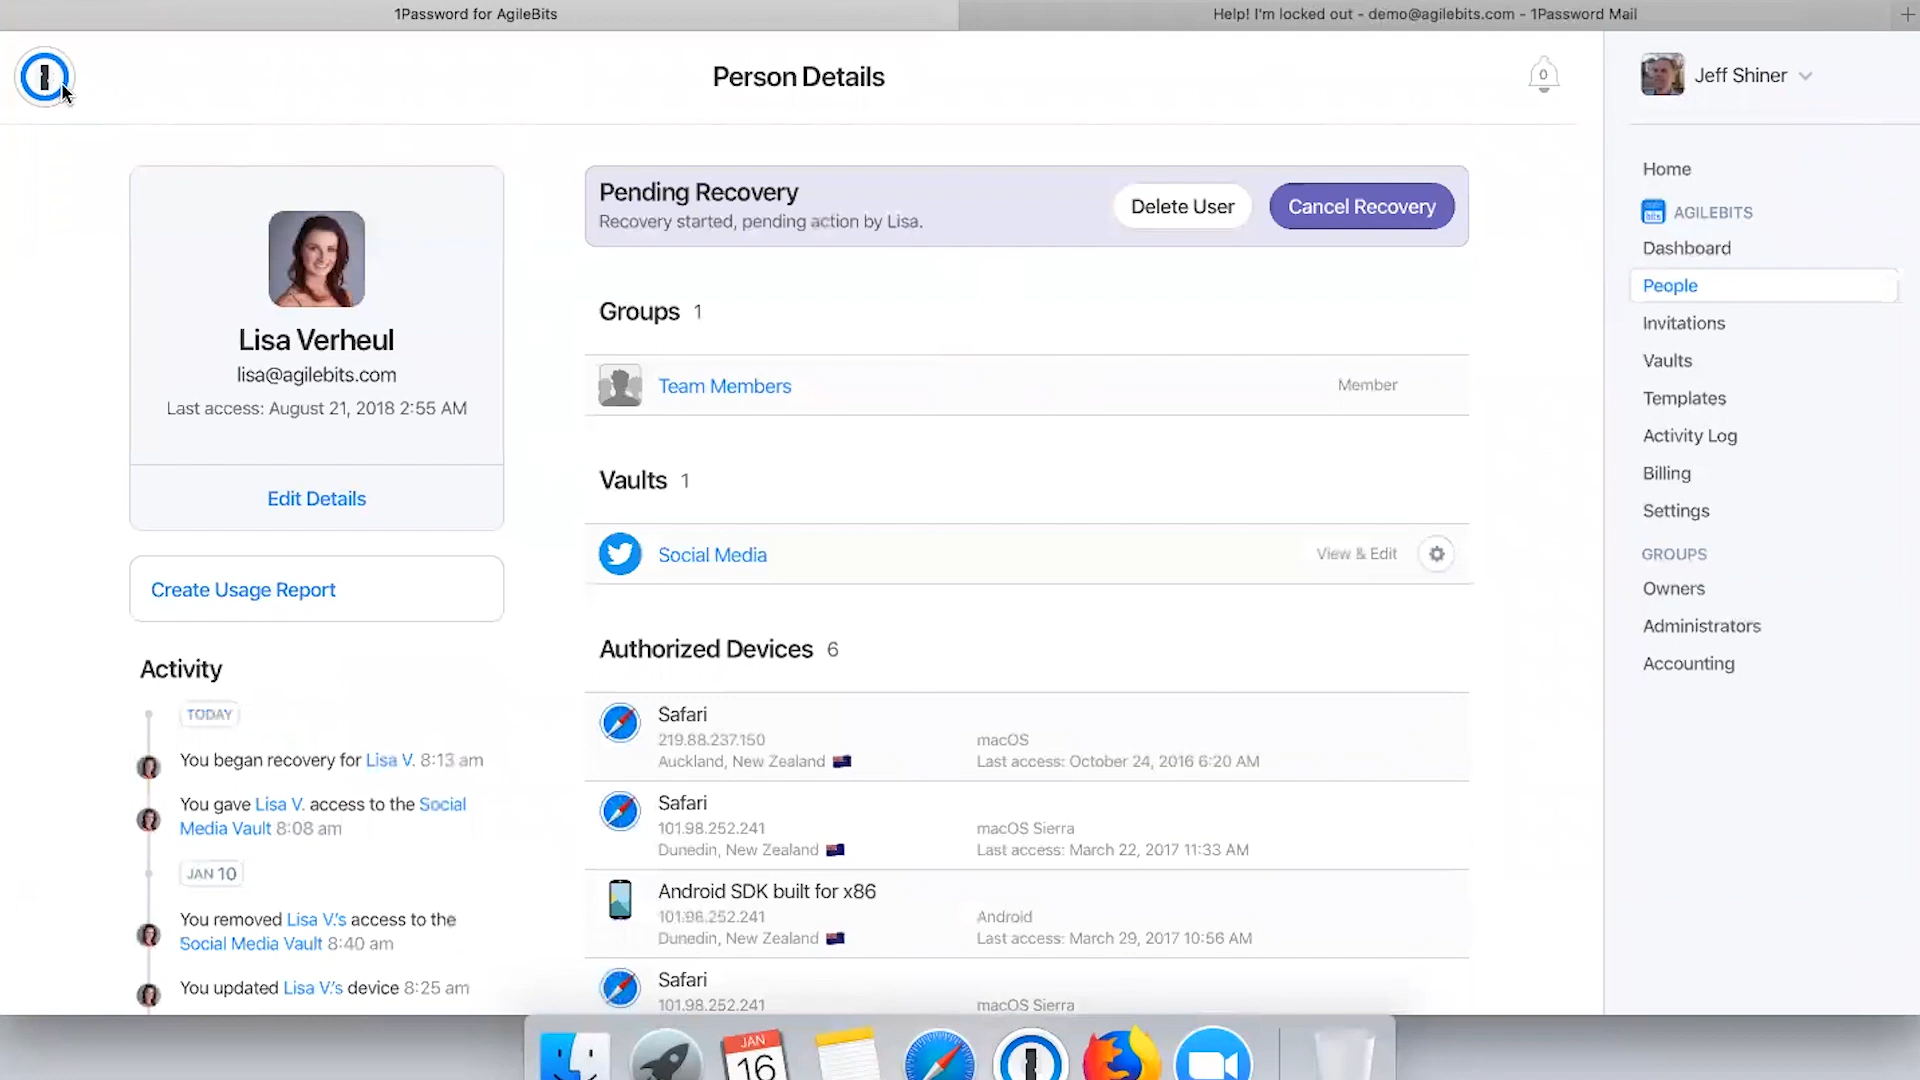 1Password for AgileBits
Help! I'm locked out - demo@agilebits.com - 1Password Mail
Person Details
0
Jeff Shiner
Lisa Verheul
lisa@agilebits.com
Last access: August 21, 2018 2:55 AM
Edit Details
Create Usage Report
Activity
TODAY
You began recovery for Lisa V. 8:13 am
You gave Lisa V. access to the Social
Media Vault 8:08 am
JAN 10
You removed Lisa V.'s access to the
Social Media Vault 8:40 am
You updated Lisa V.'s device 8:25 am
Pending Recovery
Recovery started, pending action by Lisa.
Delete User
Cancel Recovery
Groups 1
Team Members
Member
Vaults 1
Social Media
View & Edit
Authorized Devices 6
Safari
219.88.237.150
macOS
Auckland, New Zealand
Last access: October 24, 2016 6:20 AM
Safari
101.98.252.241
macOS Sierra
Dunedin, New Zealand
Last access: March 22, 2017 11:33 AM
Android SDK built for x86
101.98.252.241
Android
Dunedin, New Zealand
Last access: March 29, 2017 10:56 AM
Safari
101.98.252.241
macOS Sierra
Home
bits
AGILEBITS
Dashboard
People
Invitations
Vaults
Templates
Activity Log
Billing
Settings
GROUPS
Owners
Administrators
Accounting
JAN
16